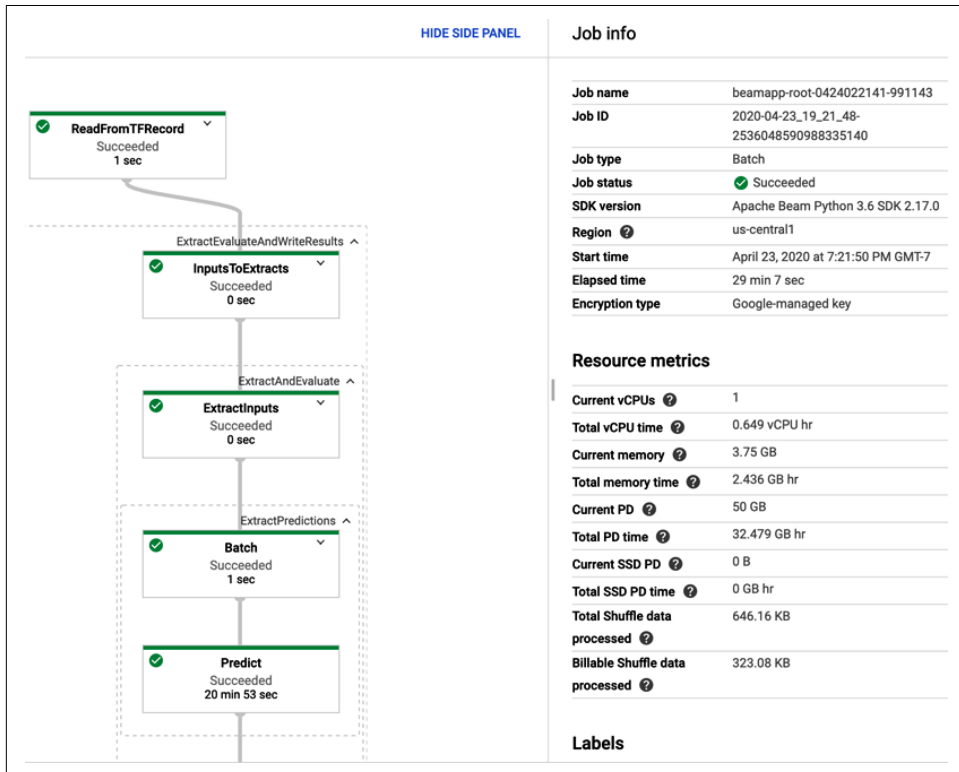 HIDE SIDE PANEL
ReadFromTFRecord
Succeeded
1 sec
ExtractEvaluateAndWriteResults
InputsToExtracts
Succeeded
0 sec
ExtractAndEvaluate
ExtractInputs
Succeeded
0 sec
ExtractPredictions
Batch
Succeeded
1 sec
Predict
Succeeded
20 min 53 sec
Job info
Job name beamapp-root-0424022141-991143
Job ID 2020-04-23_19_21_48-
2536048590988335140
Job type Batch
Job status Succeeded
SDK version Apache Beam Python 3.6 SDK 2.17.0
Region ? us-central1
Start time April 23, 2020 at 7:21:50 PM GMT-7
Elapsed time 29 min 7 sec
Encryption type Google-managed key
Resource metrics
Current vCPUs ? 1
Total vCPU time ? 0.649 vCPU hr
Current memory ? 3.75 GB
Total memory time ? 2.436 GB hr
Current PD ? 50 GB
Total PD time ? 32.479 GB hr
Current SSD PD ? 0 B
Total SSD PD time ? 0 GB hr
Total Shuffle data 646.16 KB
processed ?
Billable Shuffle data 323.08 KB
processed ?
Labels